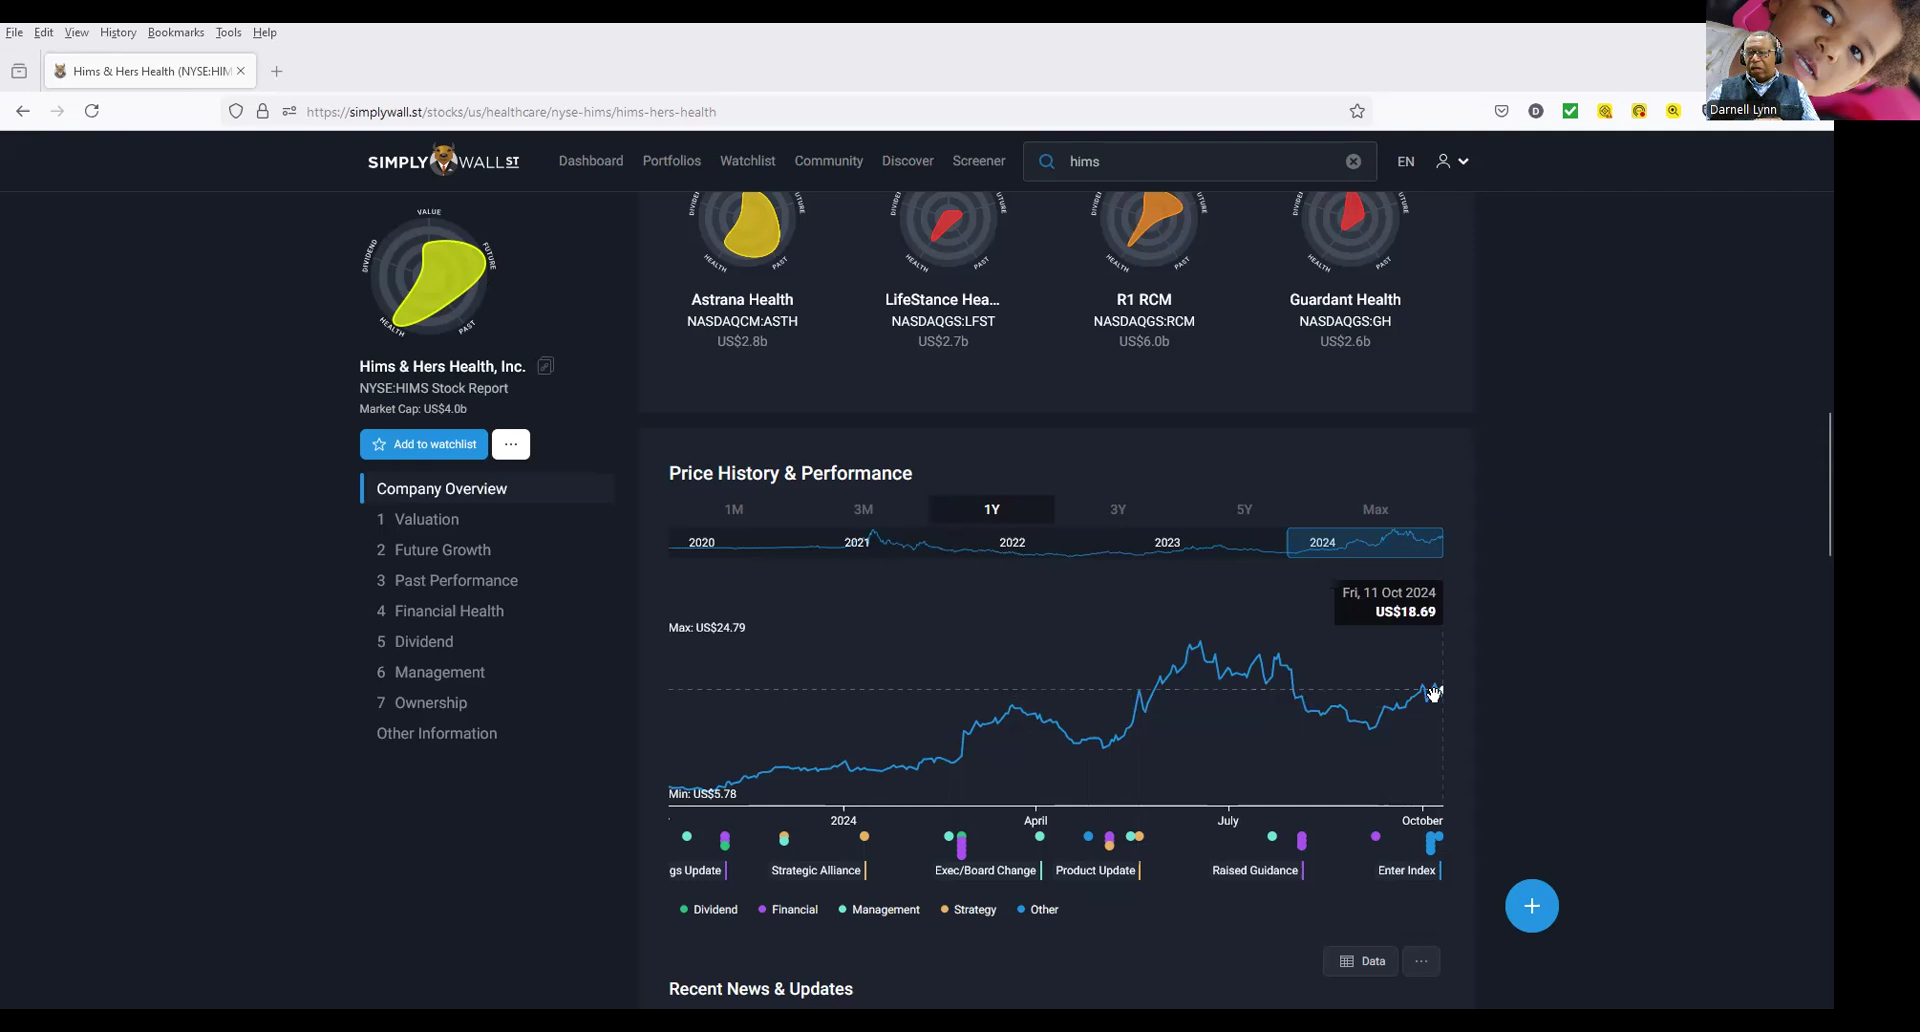 File Edit View History Bookmarks Tools Help
Hims & Hers Health (NYSE:HIM
https://simplywall.st/stocks/us/healthcare/nyse-hims/hims-hers-health
D
Darnell Lynn
SIMPLY WALL ST
Dashboard Portfolios Watchlist Community Discover Screener
hims
EN
VALUE
FUTURE
PAST
HEALTH
DIVIDEND
Hims & Hers Health, Inc.
NYSE:HIMS Stock Report
Market Cap: US$4.0b
Add to watchlist
...
Company Overview
1 Valuation
2 Future Growth
3 Past Performance
4 Financial Health
5 Dividend
6 Management
7 Ownership
Other Information
HEALTH PAST HEALTH PAST HEALTH PAST HEALTH PAST
Astrana Health LifeStance Hea... R1 RCM Guardant Health
NASDAQCM:ASTH NASDAQGS:LFST NASDAQGS:RCM NASDAQGS:GH
US$2.8b US$2.7b US$6.0b US$2.6b
Price History & Performance
1M 3M 1Y 3Y 5Y Max
2020 2021 2022 2023 2024
Fri, 11 Oct 2024
US$18.69
Max: US$24.79
Min: US$5.78
2024 April July October
gs Update Strategic Alliance Exec/Board Change Product Update Raised Guidance Enter Index
Dividend Financial Management Strategy Other
Data ...
Recent News & Updates